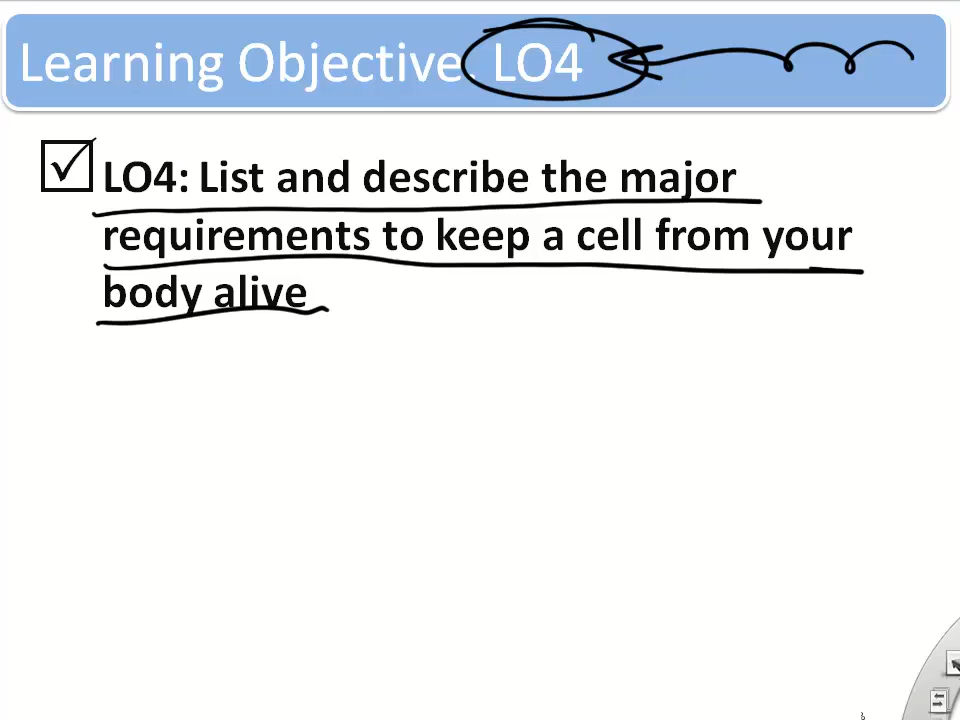 Learning Objective: LO4
LO4: List and describe the major
requirements to keep a cell from your
body alive